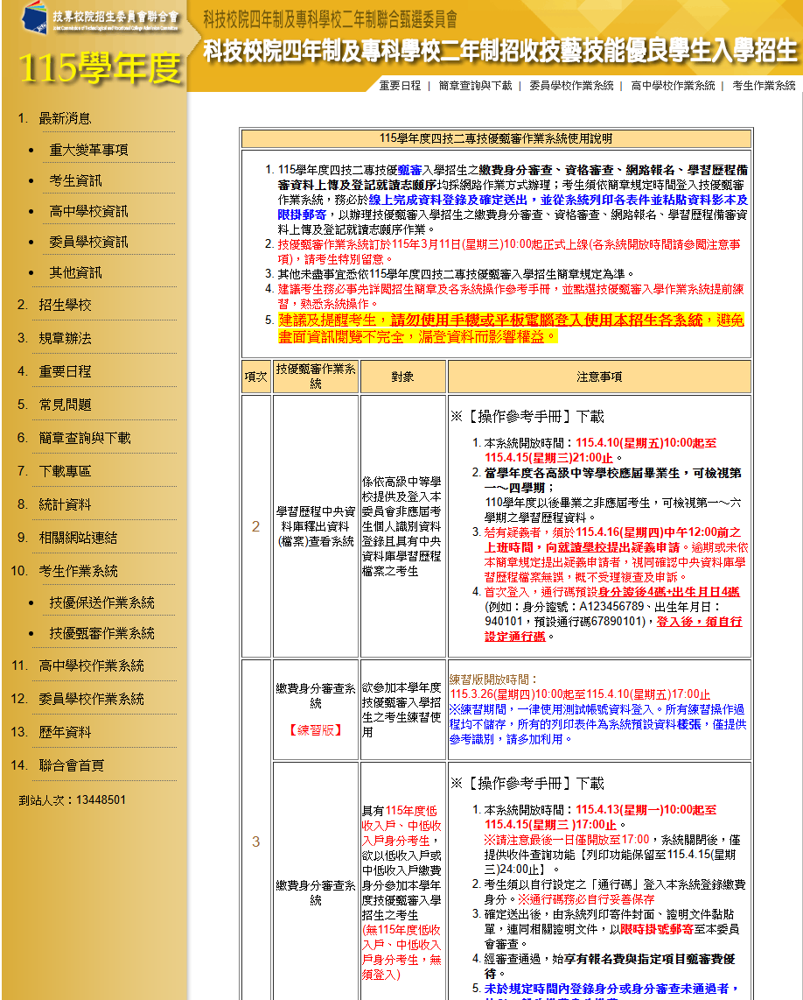 技專校院招生委員會聯合會
Joint Commission of Technological and Vocational College Admission Committee
115學年度
科技校院四年制及專科學校二年制聯合甄選委員會
科技校院四年制及專科學校二年制招收技藝技能優良學生入學招生
重要日程 | 簡章查詢與下載 | 委員學校作業系統 | 高中學校作業系統 | 考生作業系統
1. 最新消息
• 重大變革事項
• 考生資訊
• 高中學校資訊
• 委員學校資訊
• 其他資訊
2. 招生學校
3. 規章辦法
4. 重要日程
5. 常見問題
6. 簡章查詢與下載
7. 下載專區
8. 統計資料
9. 相關網站連結
10. 考生作業系統
• 技優保送作業系統
• 技優甄審作業系統
11. 高中學校作業系統
12. 委員學校作業系統
13. 歷年資料
14. 聯合會首頁
到站人次：13448501
115學年度四技二專技優甄審作業系統使用說明
1. 115學年度四技二專技優甄審入學招生之繳費身分審查、資格審查、網路報名、學習歷程備
審資料上傳及登記就讀志願序均採網路作業方式辦理；考生須依簡章規定時間登入技優甄審
作業系統，務必於線上完成資料登錄及確定送出，並從系統列印各表件並粘貼資料影本及
限掛郵寄，以辦理技優甄審入學招生之繳費身分審查、資格審查、網路報名、學習歷程備審資
料上傳及登記就讀志願序作業。
2. 技優甄審作業系統訂於115年3月11日(星期三)10:00起正式上線(各系統開放時間請參閱注意事
項)，請考生特別留意。
3. 其他未盡事宜悉依115學年度四技二專技優甄審入學招生簡章規定為準。
4. 建議考生務必事先詳閱招生簡章及各系統操作參考手冊，並點選技優甄審入學作業系統提前練
習，熟悉系統操作。
5. 建議及提醒考生，請勿使用手機或平板電腦登入使用本招生各系統，避免
畫面資訊閱覽不完全，漏登資料而影響權益。
項次
技優甄審作業系
統
對象
注意事項
2
學習歷程中央資
料庫釋出資料
(檔案)查看系統
係依高級中等學
校提供及登入本
委員會非應屆考
生個人識別資料
登錄且具有中央
資料庫學習歷程
檔案之考生
※【操作參考手冊】下載
1. 本系統開放時間：115.4.10(星期五)10:00起至
115.4.15(星期三)21:00止。
2. 當學年度各高級中等學校應屆畢業生，可檢視第
一～四學期；
110學年度以後畢業之非應屆考生，可檢視第一～六
學期之學習歷程資料。
3. 若有疑義者，須於115.4.16(星期四)中午12:00前之
上班時間，向就讀學校提出疑義申請。逾期或未依
本簡章規定提出疑義申請者，視同確認中央資料庫學
習歷程檔案無誤，概不受理複查及申訴。
4. 首次登入，通行碼預設身分證後4碼+出生月日4碼
(例如：身分證號：A123456789、出生年月日：
940101，預設通行碼67890101)，登入後，須自行
設定通行碼。
3
繳費身分審查系
統
【練習版】
欲參加本學年度
技優甄審入學招
生之考生練習使
用
練習版開放時間：
115.3.26(星期四)10:00起至115.4.10(星期五)17:00止
※練習期間，一律使用測試帳號資料登入。所有練習操作過
程均不儲存，所有的列印表件為系統預設資料樣張，僅提供
參考識別，請多加利用。
繳費身分審查系
統
具有115年度低
收入戶、中低收
入戶身分考生，
欲以低收入戶或
中低收入戶繳費
身分參加本學年
度技優甄審入學
招生之考生
(無115年度低收
入戶、中低收入
戶身分考生，無
須登入)
※【操作參考手冊】下載
1. 本系統開放時間：115.4.13(星期一)10:00起至
115.4.15(星期三 )17:00止。
※請注意最後一日僅開放至17:00，系統關閉後，僅
提供收件查詢功能【列印功能保留至115.4.15(星期
三)24:00止】。
2. 考生須以自行設定之「通行碼」登入本系統登錄繳費
身分。※通行碼務必自行妥善保存
3. 確定送出後，由系統列印寄件封面、證明文件黏貼
單，連同相關證明文件，以限時掛號郵寄至本委員
會審查。
4. 經審查通過，始享有報名費與指定項目甄審費優
待。
5. 未於規定時間內登錄身分或身分審查未通過者，